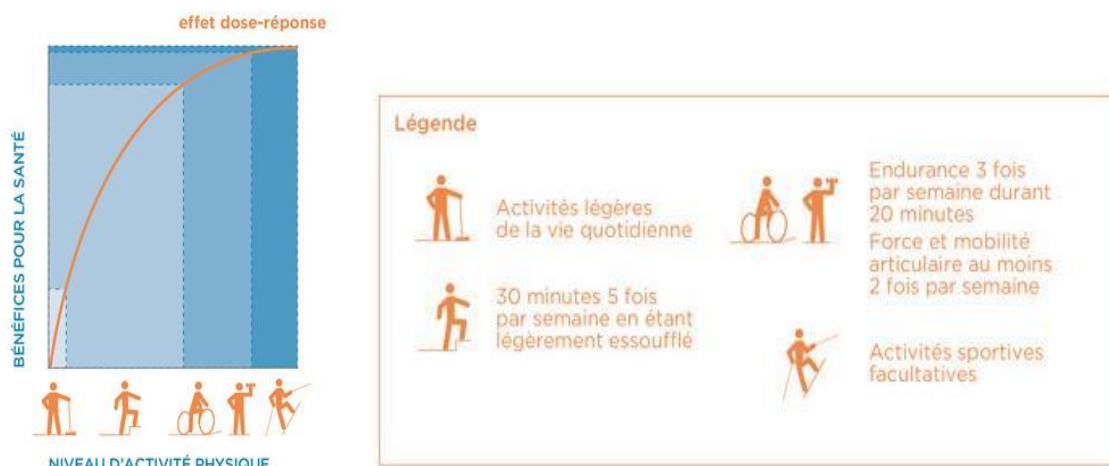 effet dose-réponse
BÉNÉFICES POUR LA SANTÉ
NIVEAU D'ACTIVITÉ PHYSIQUE
Légende
Activités légères
de la vie quotidienne
30 minutes 5 fois
par semaine en étant
légèrement essoufflé
Endurance 3 fois
par semaine durant
20 minutes
Force et mobilité
articulaire au moins
2 fois par semaine
Activités sportives
facultatives